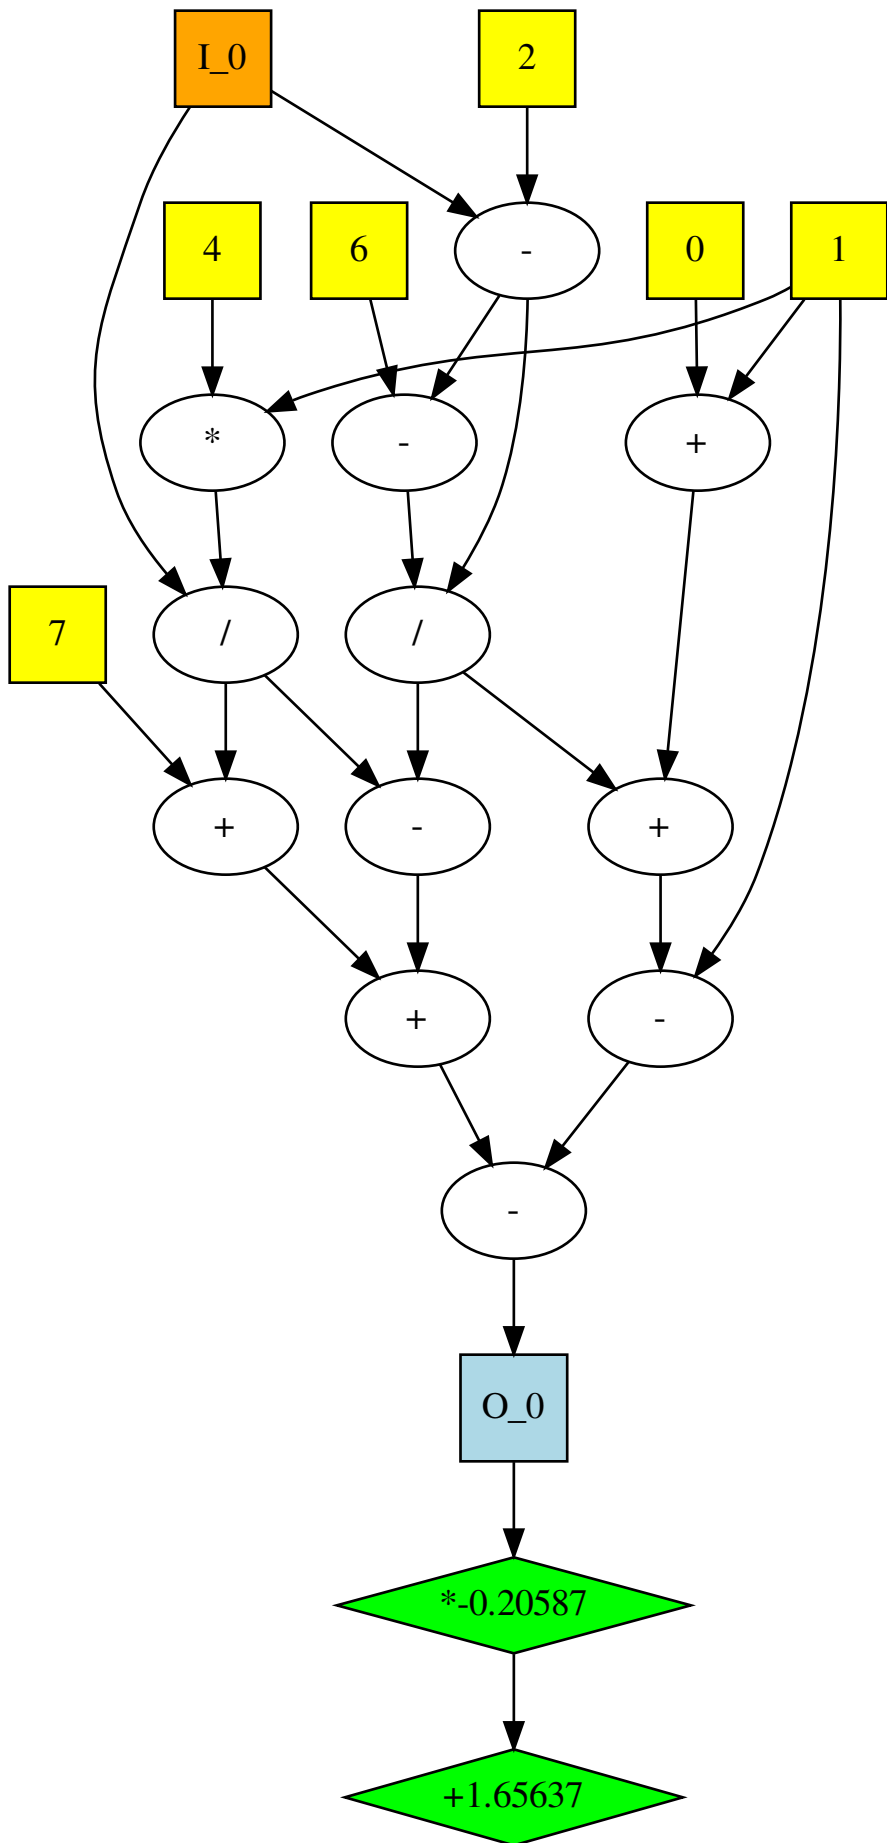 I_0 2
4 6 - 0 1
* - +
7 / /
+ - +
+ -
-
O_0
*-0.20587
+1.65637